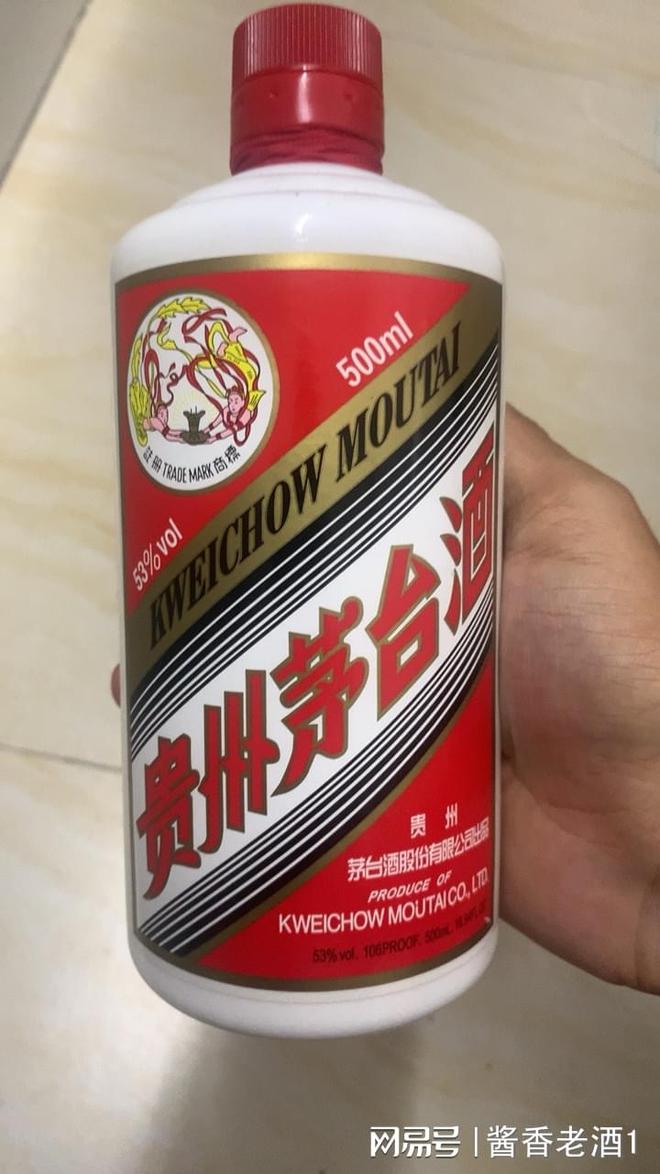 註册 TRADE MARK 商標
500ml
53%vol
KWEICHOW MOUTAI
贵州茅台酒
贵州
茅台酒股份有限公司出品
PRODUCE OF
KWEICHOW MOUTAI CO., LTD.
53%vol. 106PROOF. 500mL.
网易号 | 酱香老酒1